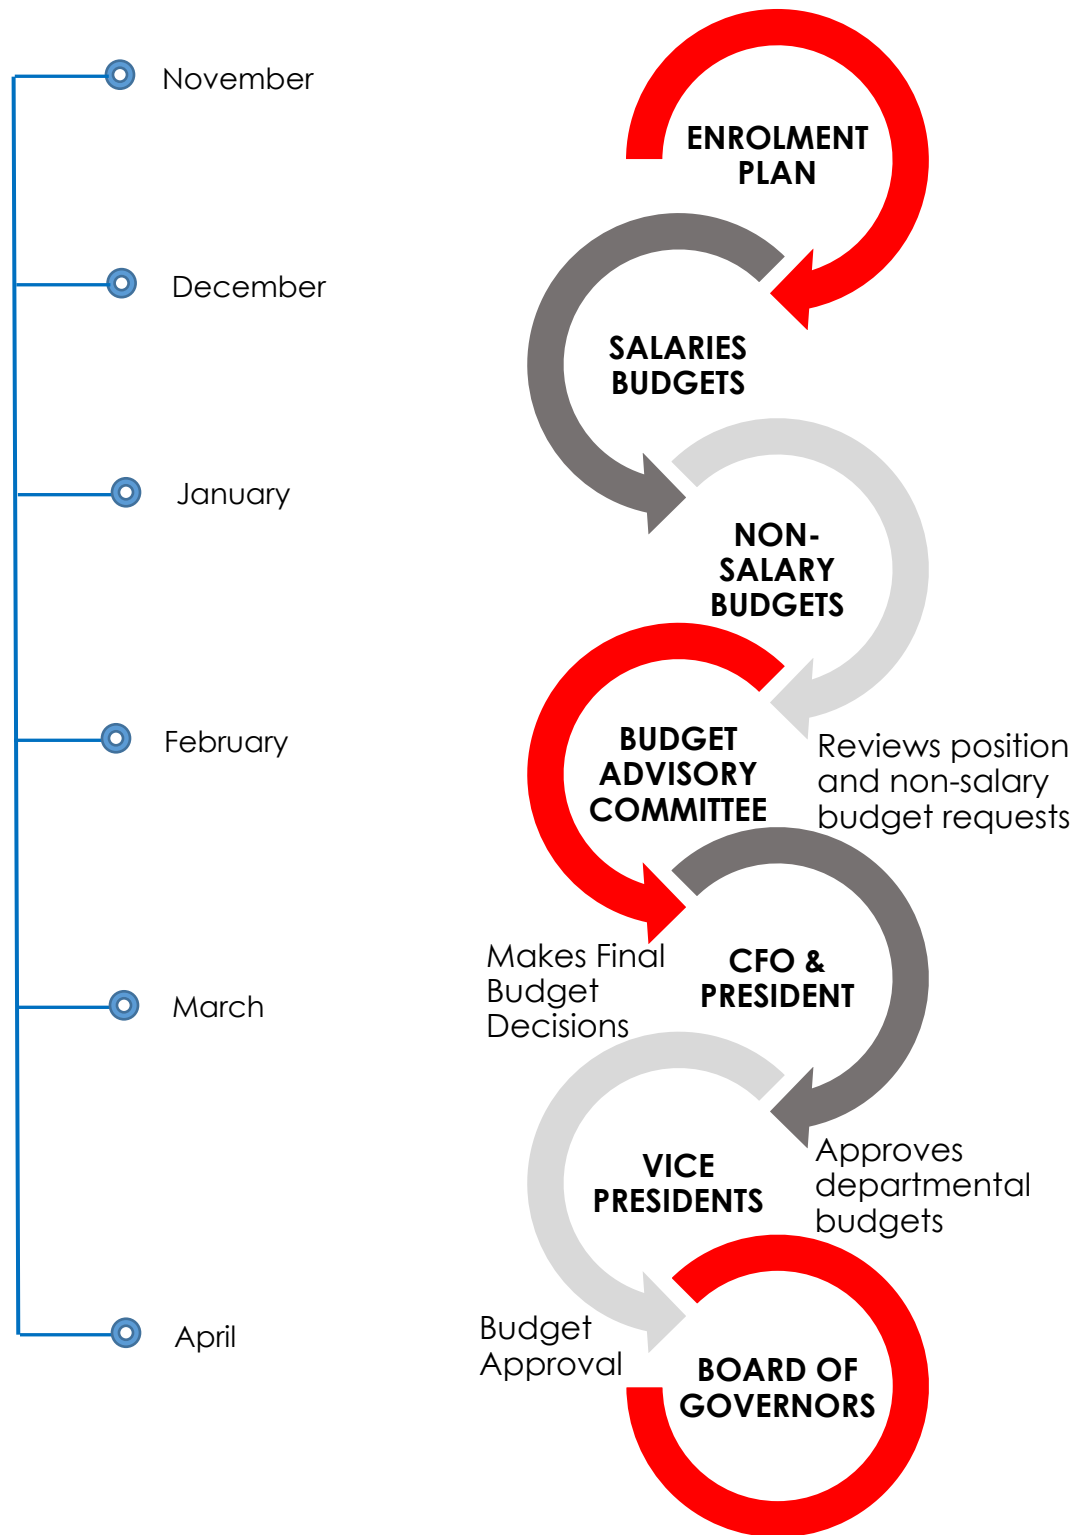 November
ENROLMENT
PLAN
December
SALARIES
BUDGETS
January
NON-
SALARY
BUDGETS
February
BUDGET
ADVISORY
COMMITTEE
Reviews position
and non-salary
budget requests
Makes Final
Budget
Decisions
CFO &
PRESIDENT
March
VICE
PRESIDENTS
Approves
departmental
budgets
April
Budget
Approval
BOARD OF
GOVERNORS